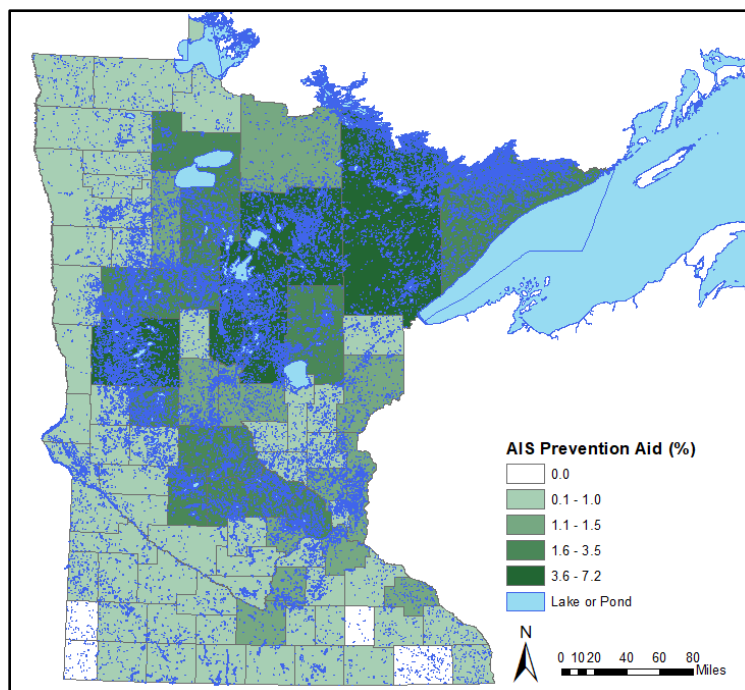 AIS Prevention Aid (%)
0.0
0.1 - 1.0
1.1 - 1.5
1.6 - 3.5
3.6 - 7.2
Lake or Pond
N
0 10 20 40 60 80
Miles